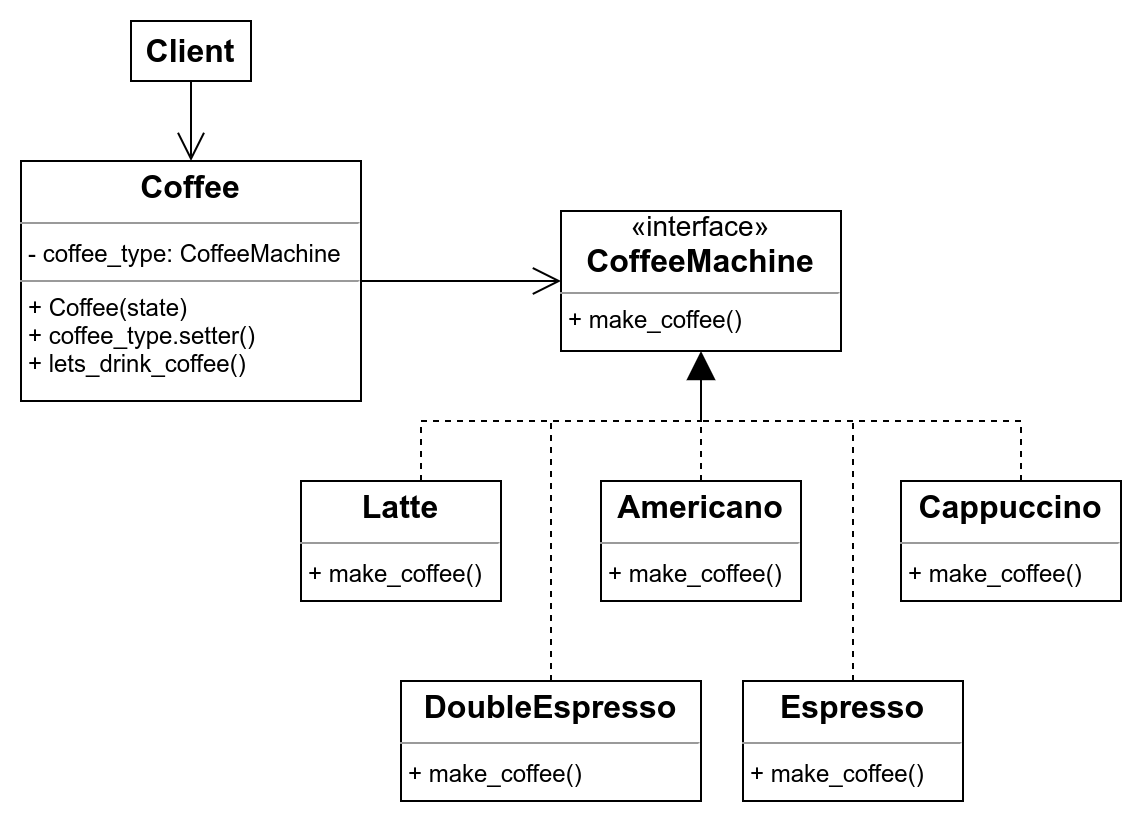 Client
Coffee
- coffee_type: CoffeeMachine
+ Coffee(state)
+ coffee_type.setter()
+ lets_drink_coffee()
«interface»
CoffeeMachine
+ make_coffee()
Latte
+ make_coffee()
Americano
+ make_coffee()
Cappuccino
+ make_coffee()
DoubleEspresso
+ make_coffee()
Espresso
+ make_coffee()